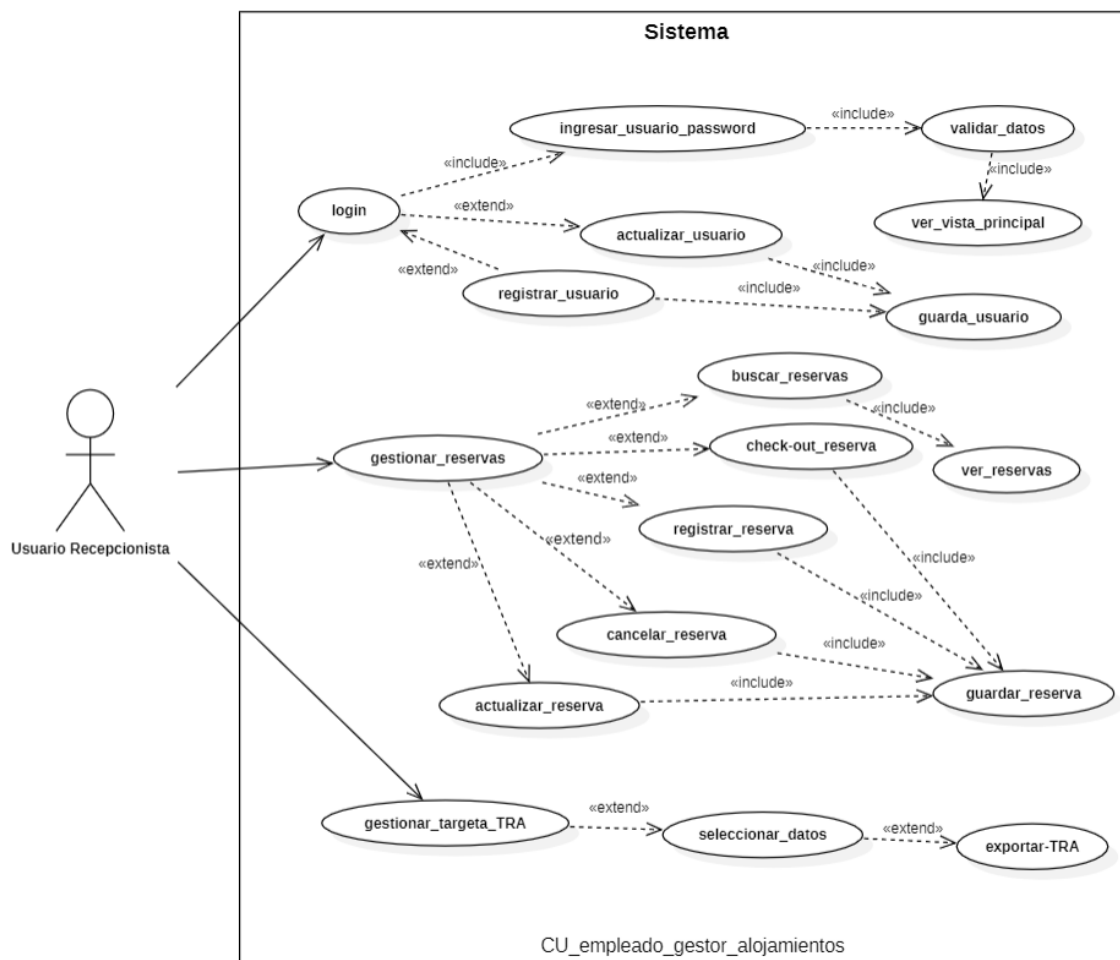 Sistema
ingresar_usuario_password
«include»
validar_datos
«include»
«include»
login
«extend»
actualizar_usuario
ver_vista_principal
«extend»
registrar_usuario
«include»
«include»
guarda_usuario
buscar_reservas
«extend»
«include»
gestionar_reservas
«extend»
check-out_reserva
ver_reservas
«extend»
registrar_reserva
«extend»
«extend»
«include»
«include»
cancelar_reserva
«include»
actualizar_reserva
«include»
guardar_reserva
Usuario Recepcionista
gestionar_targeta_TRA
«extend»
seleccionar_datos
«extend»
exportar-TRA
CU_empleado_gestor_alojamientos